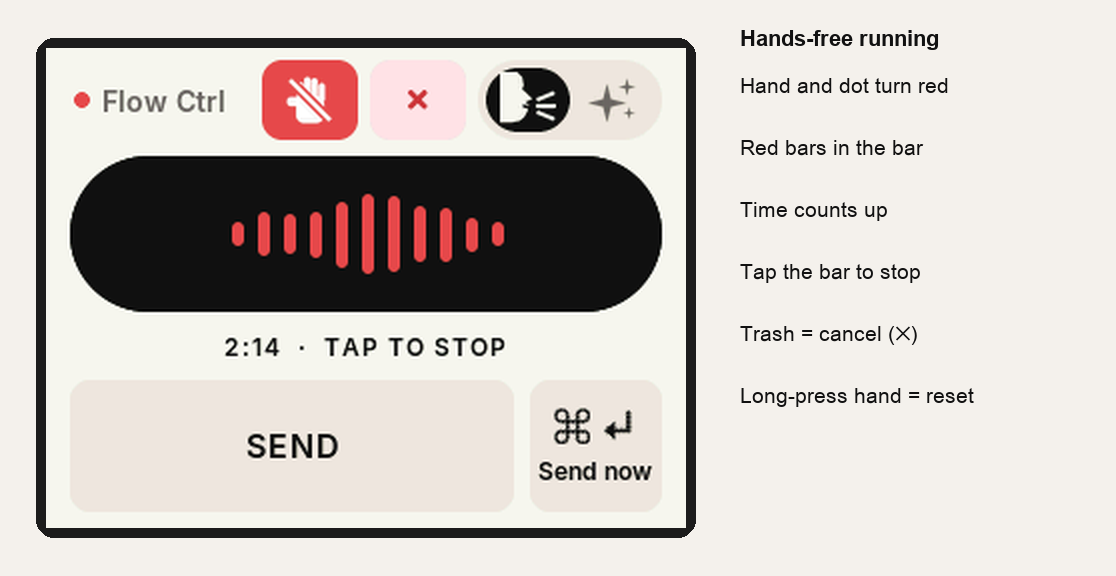 Flow Ctrl
2:14 · TAP TO STOP
SEND
⌘ ↵
Send now
Hands-free running
Hand and dot turn red
Red bars in the bar
Time counts up
Tap the bar to stop
Trash = cancel (✕)
Long-press hand = reset